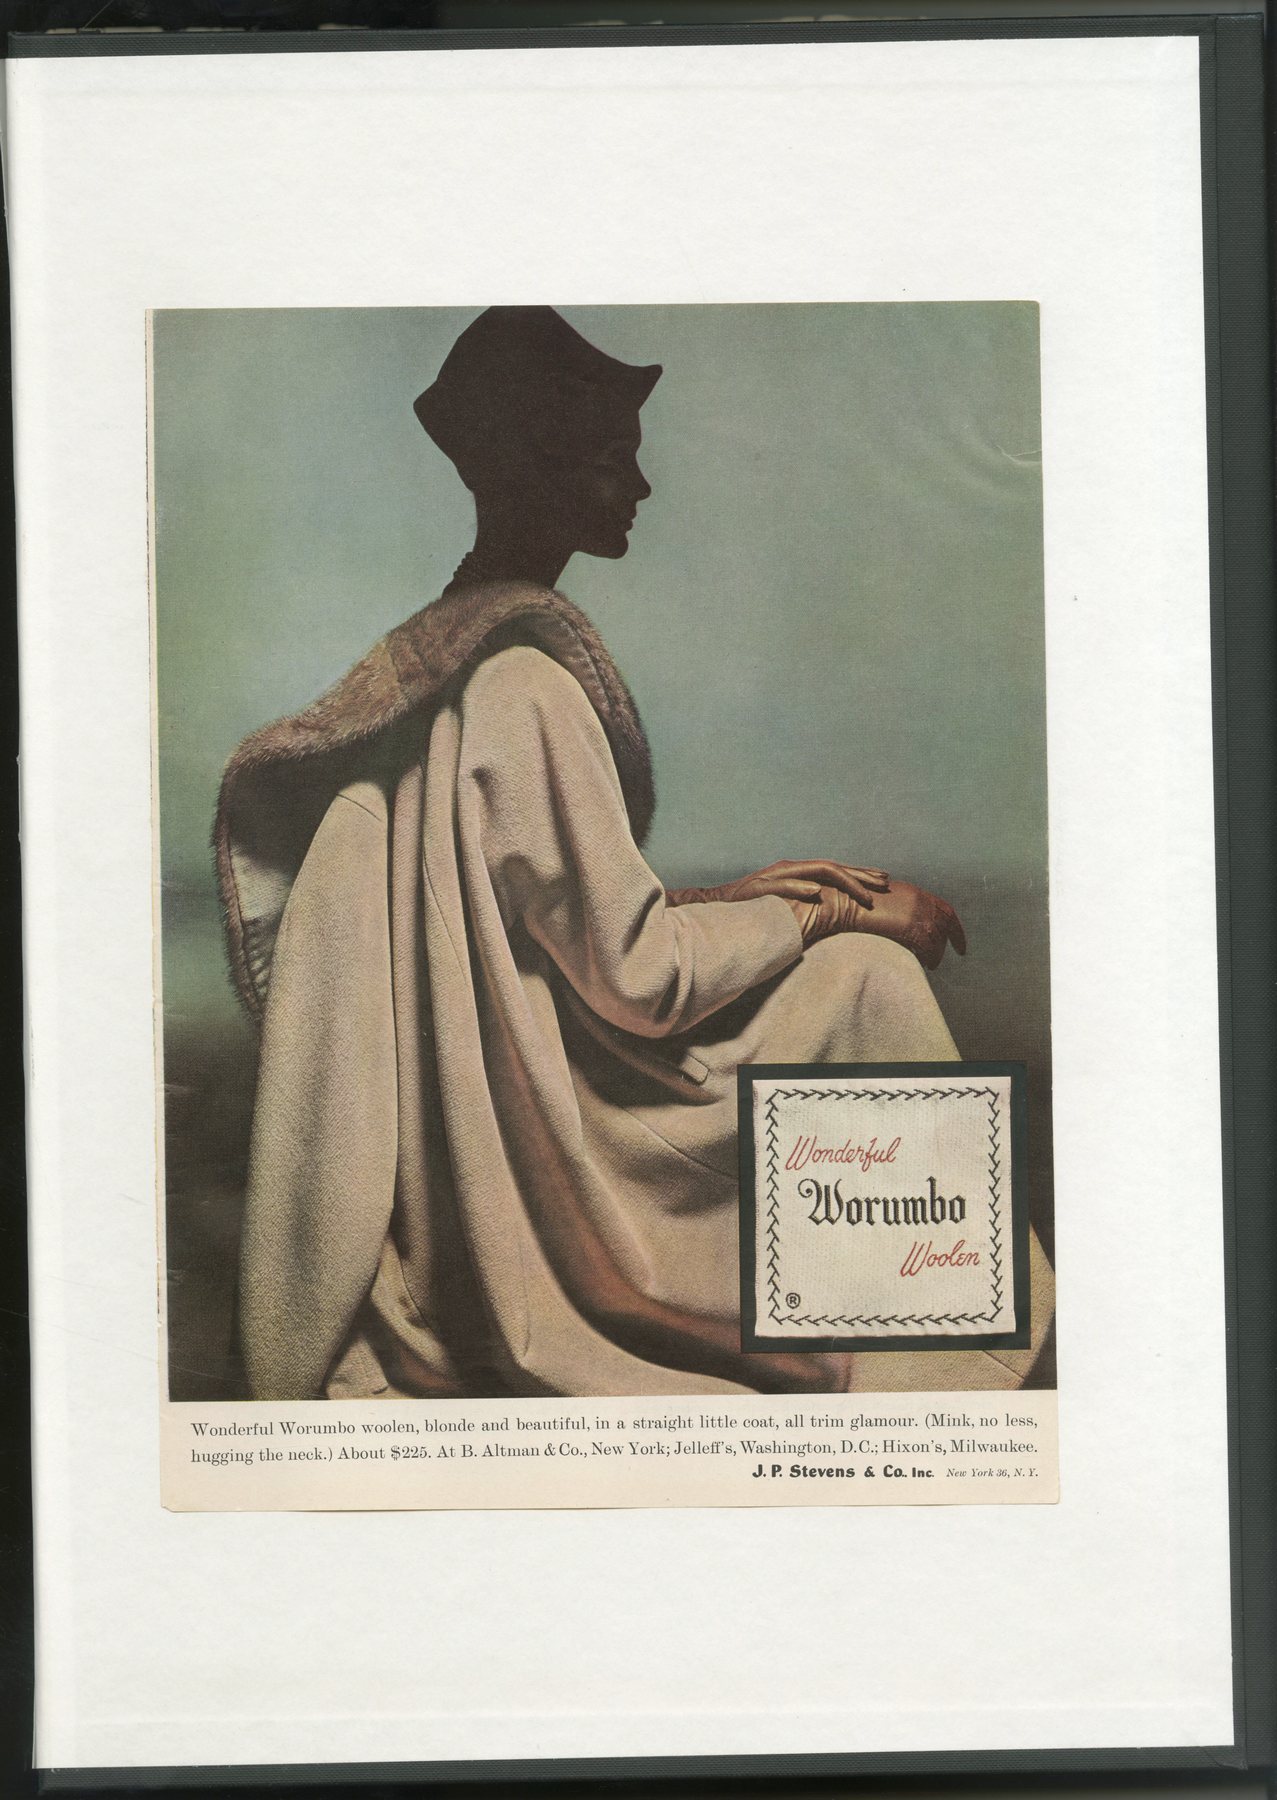 Wonderful
Worumbo
Woolen
®
Wonderful Worumbo woolen, blonde and beautiful, in a straight little coat, all trim glamour. (Mink, no less,
hugging the neck.) About $225. At B. Altman & Co., New York; Jelleff's, Washington, D.C.; Hixon's, Milwaukee.
J. P. Stevens & Co., Inc. New York 36, N. Y.